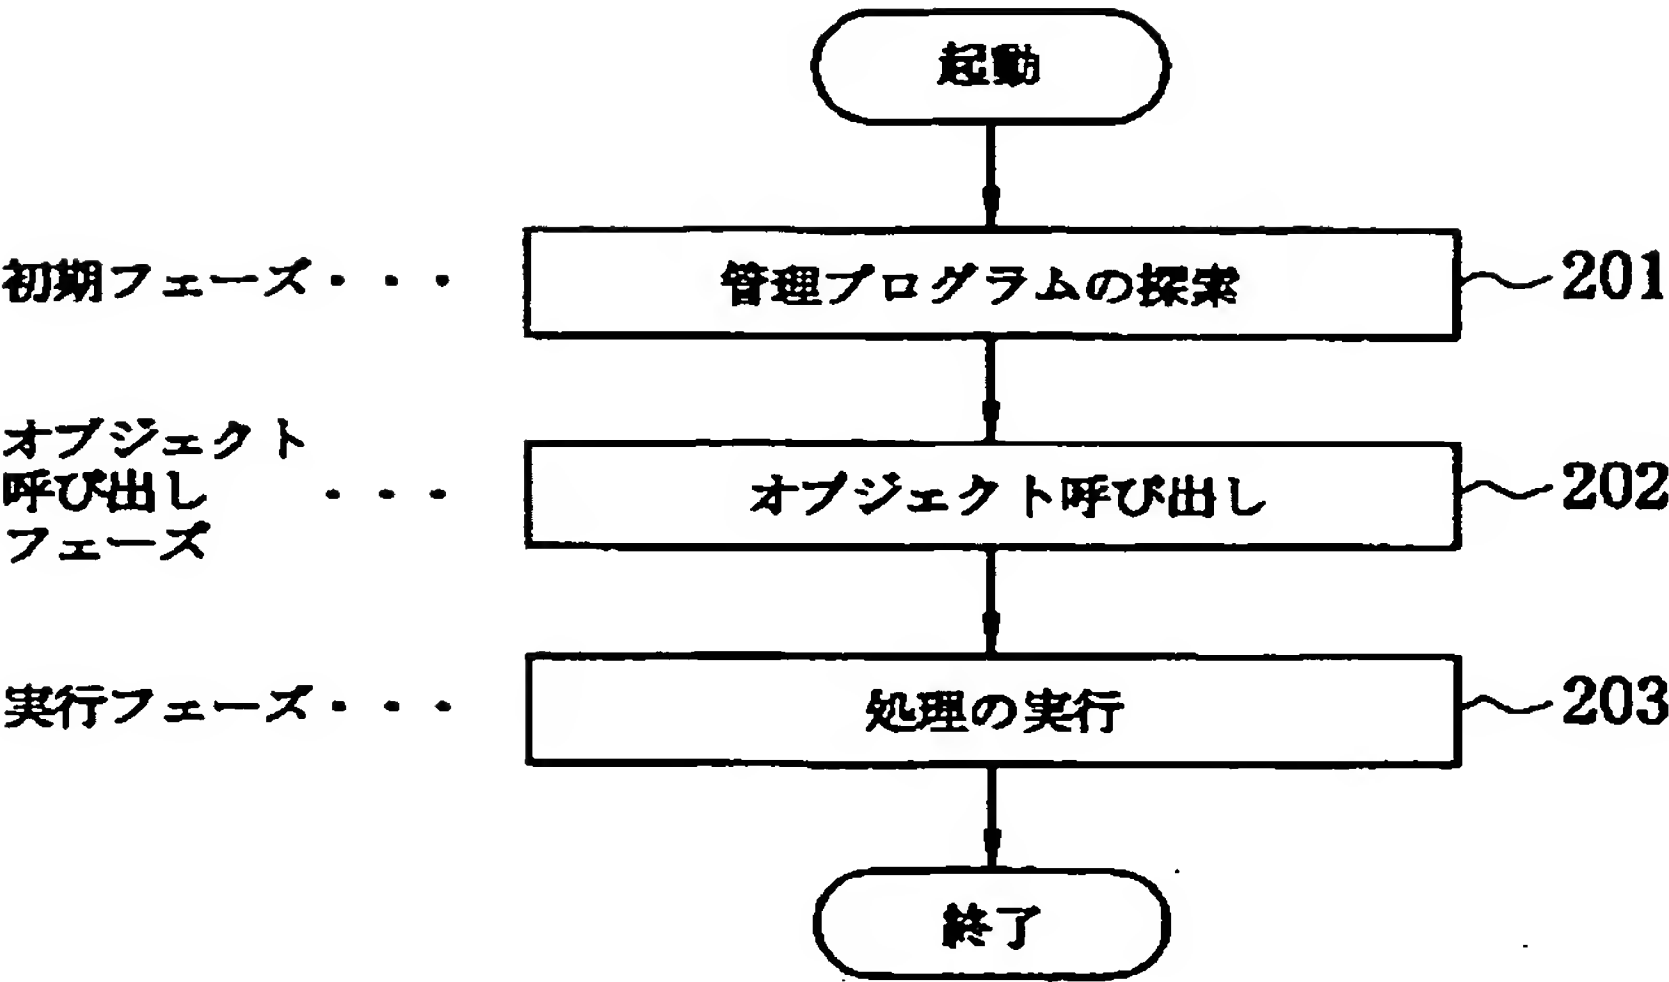 起動
初期フェーズ・・・
管理プログラムの探索
201
オブジェクト
呼び出し ・・・
フェーズ
オブジェクト呼び出し
202
実行フェーズ・・・
処理の実行
203
終了